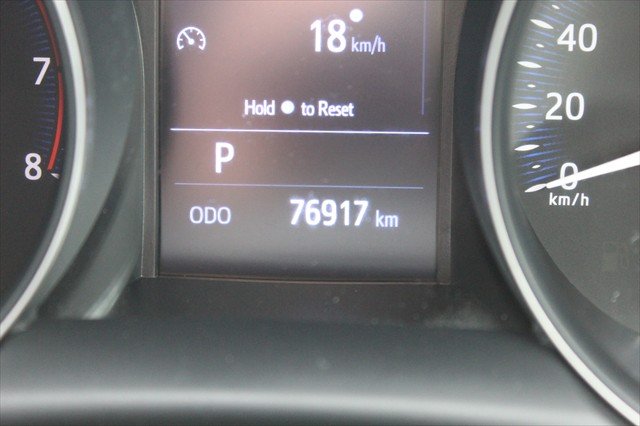 18 km/h
Hold to Reset
P
ODO 76917 km
7
8
40
20
0
km/h